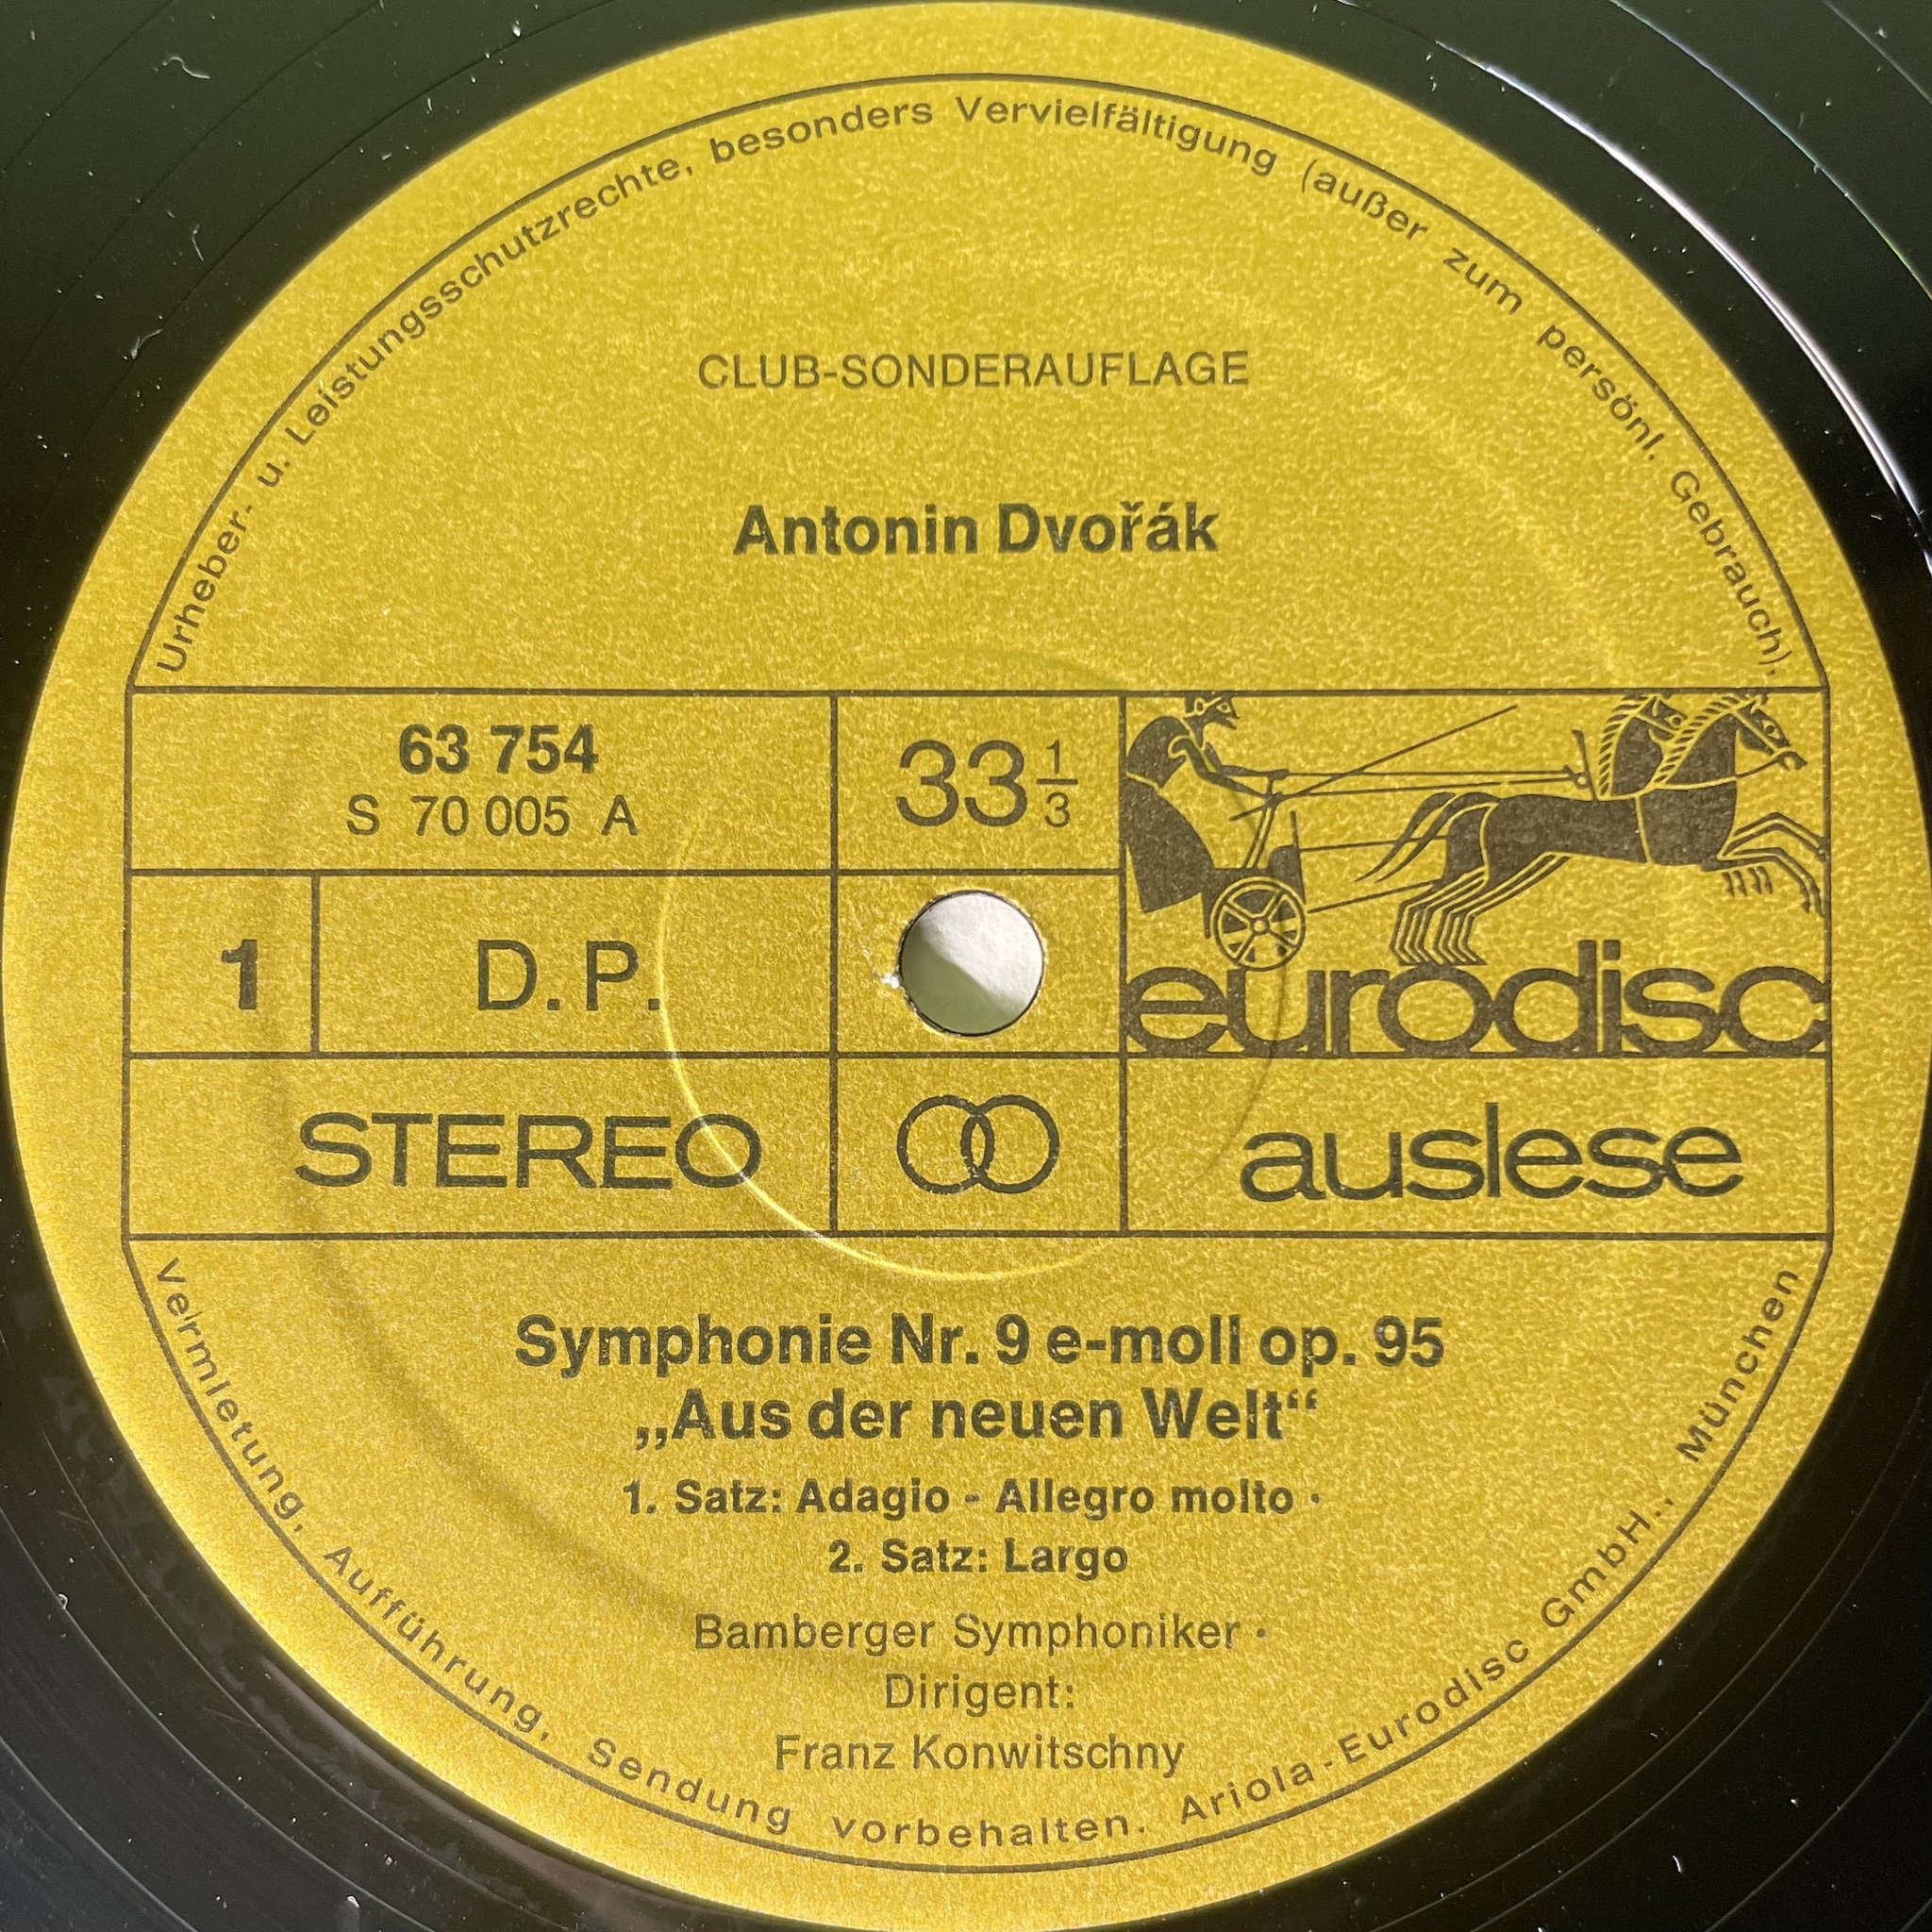 Urheber- u. Leistungsschutzrechte, besonders Vervielfältigung (außer zum persönl. Gebrauch),
CLUB-SONDERAUFLAGE
Antonin Dvořák
63 754
S 70 005 A
33 1/3
1
D. P.
eurodisc
STEREO
auslese
Symphonie Nr. 9 e-moll op. 95
„Aus der neuen Welt“
1. Satz: Adagio - Allegro molto ·
2. Satz: Largo
Bamberger Symphoniker ·
Dirigent:
Franz Konwitschny
Vermietung, Aufführung, Sendung vorbehalten. Ariola-Eurodisc GmbH., München